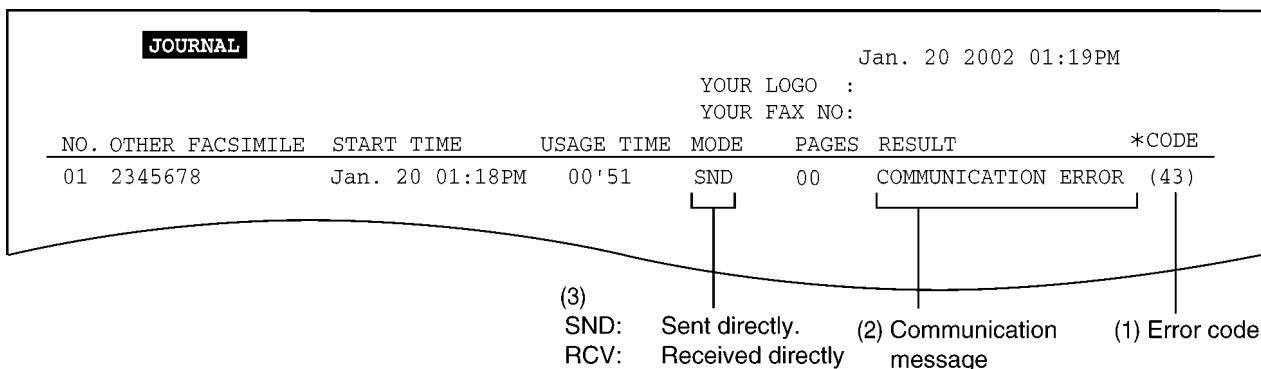 JOURNAL
Jan. 20 2002 01:19PM
YOUR LOGO :
YOUR FAX NO:
NO. OTHER FACSIMILE START TIME USAGE TIME MODE PAGES RESULT *CODE
01 2345678 Jan. 20 01:18PM 00'51 SND 00 COMMUNICATION ERROR (43)
(3)
SND: Sent directly.
RCV: Received directly
(2) Communication
message
(1) Error code